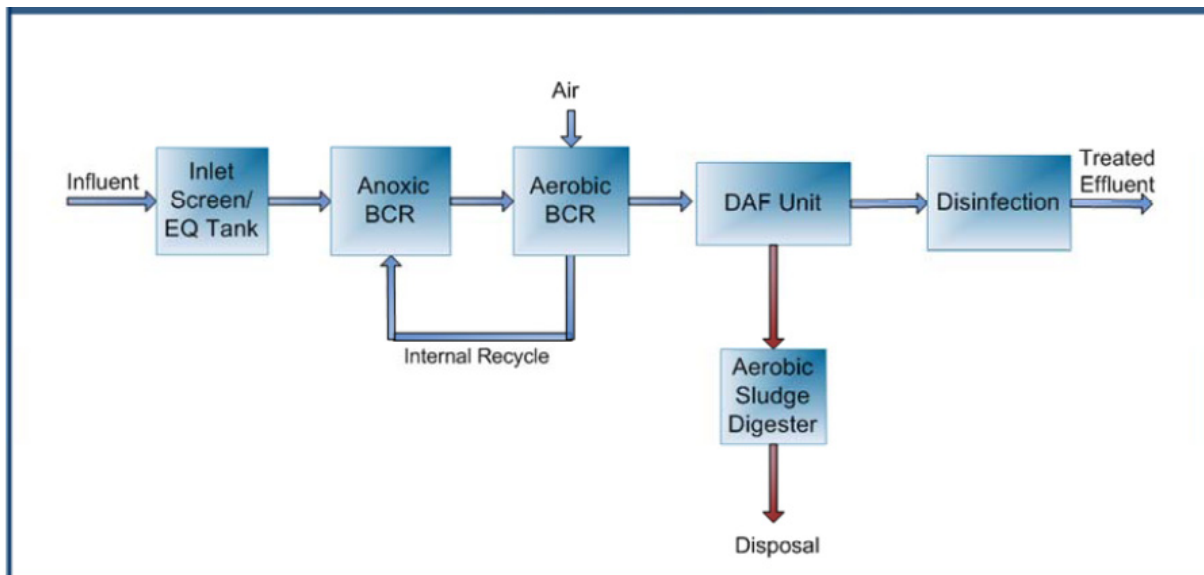 Air
Influent
Inlet
Screen/
EQ Tank
Anoxic
BCR
Aerobic
BCR
DAF Unit
Disinfection
Treated
Effluent
Internal Recycle
Aerobic
Sludge
Digester
Disposal